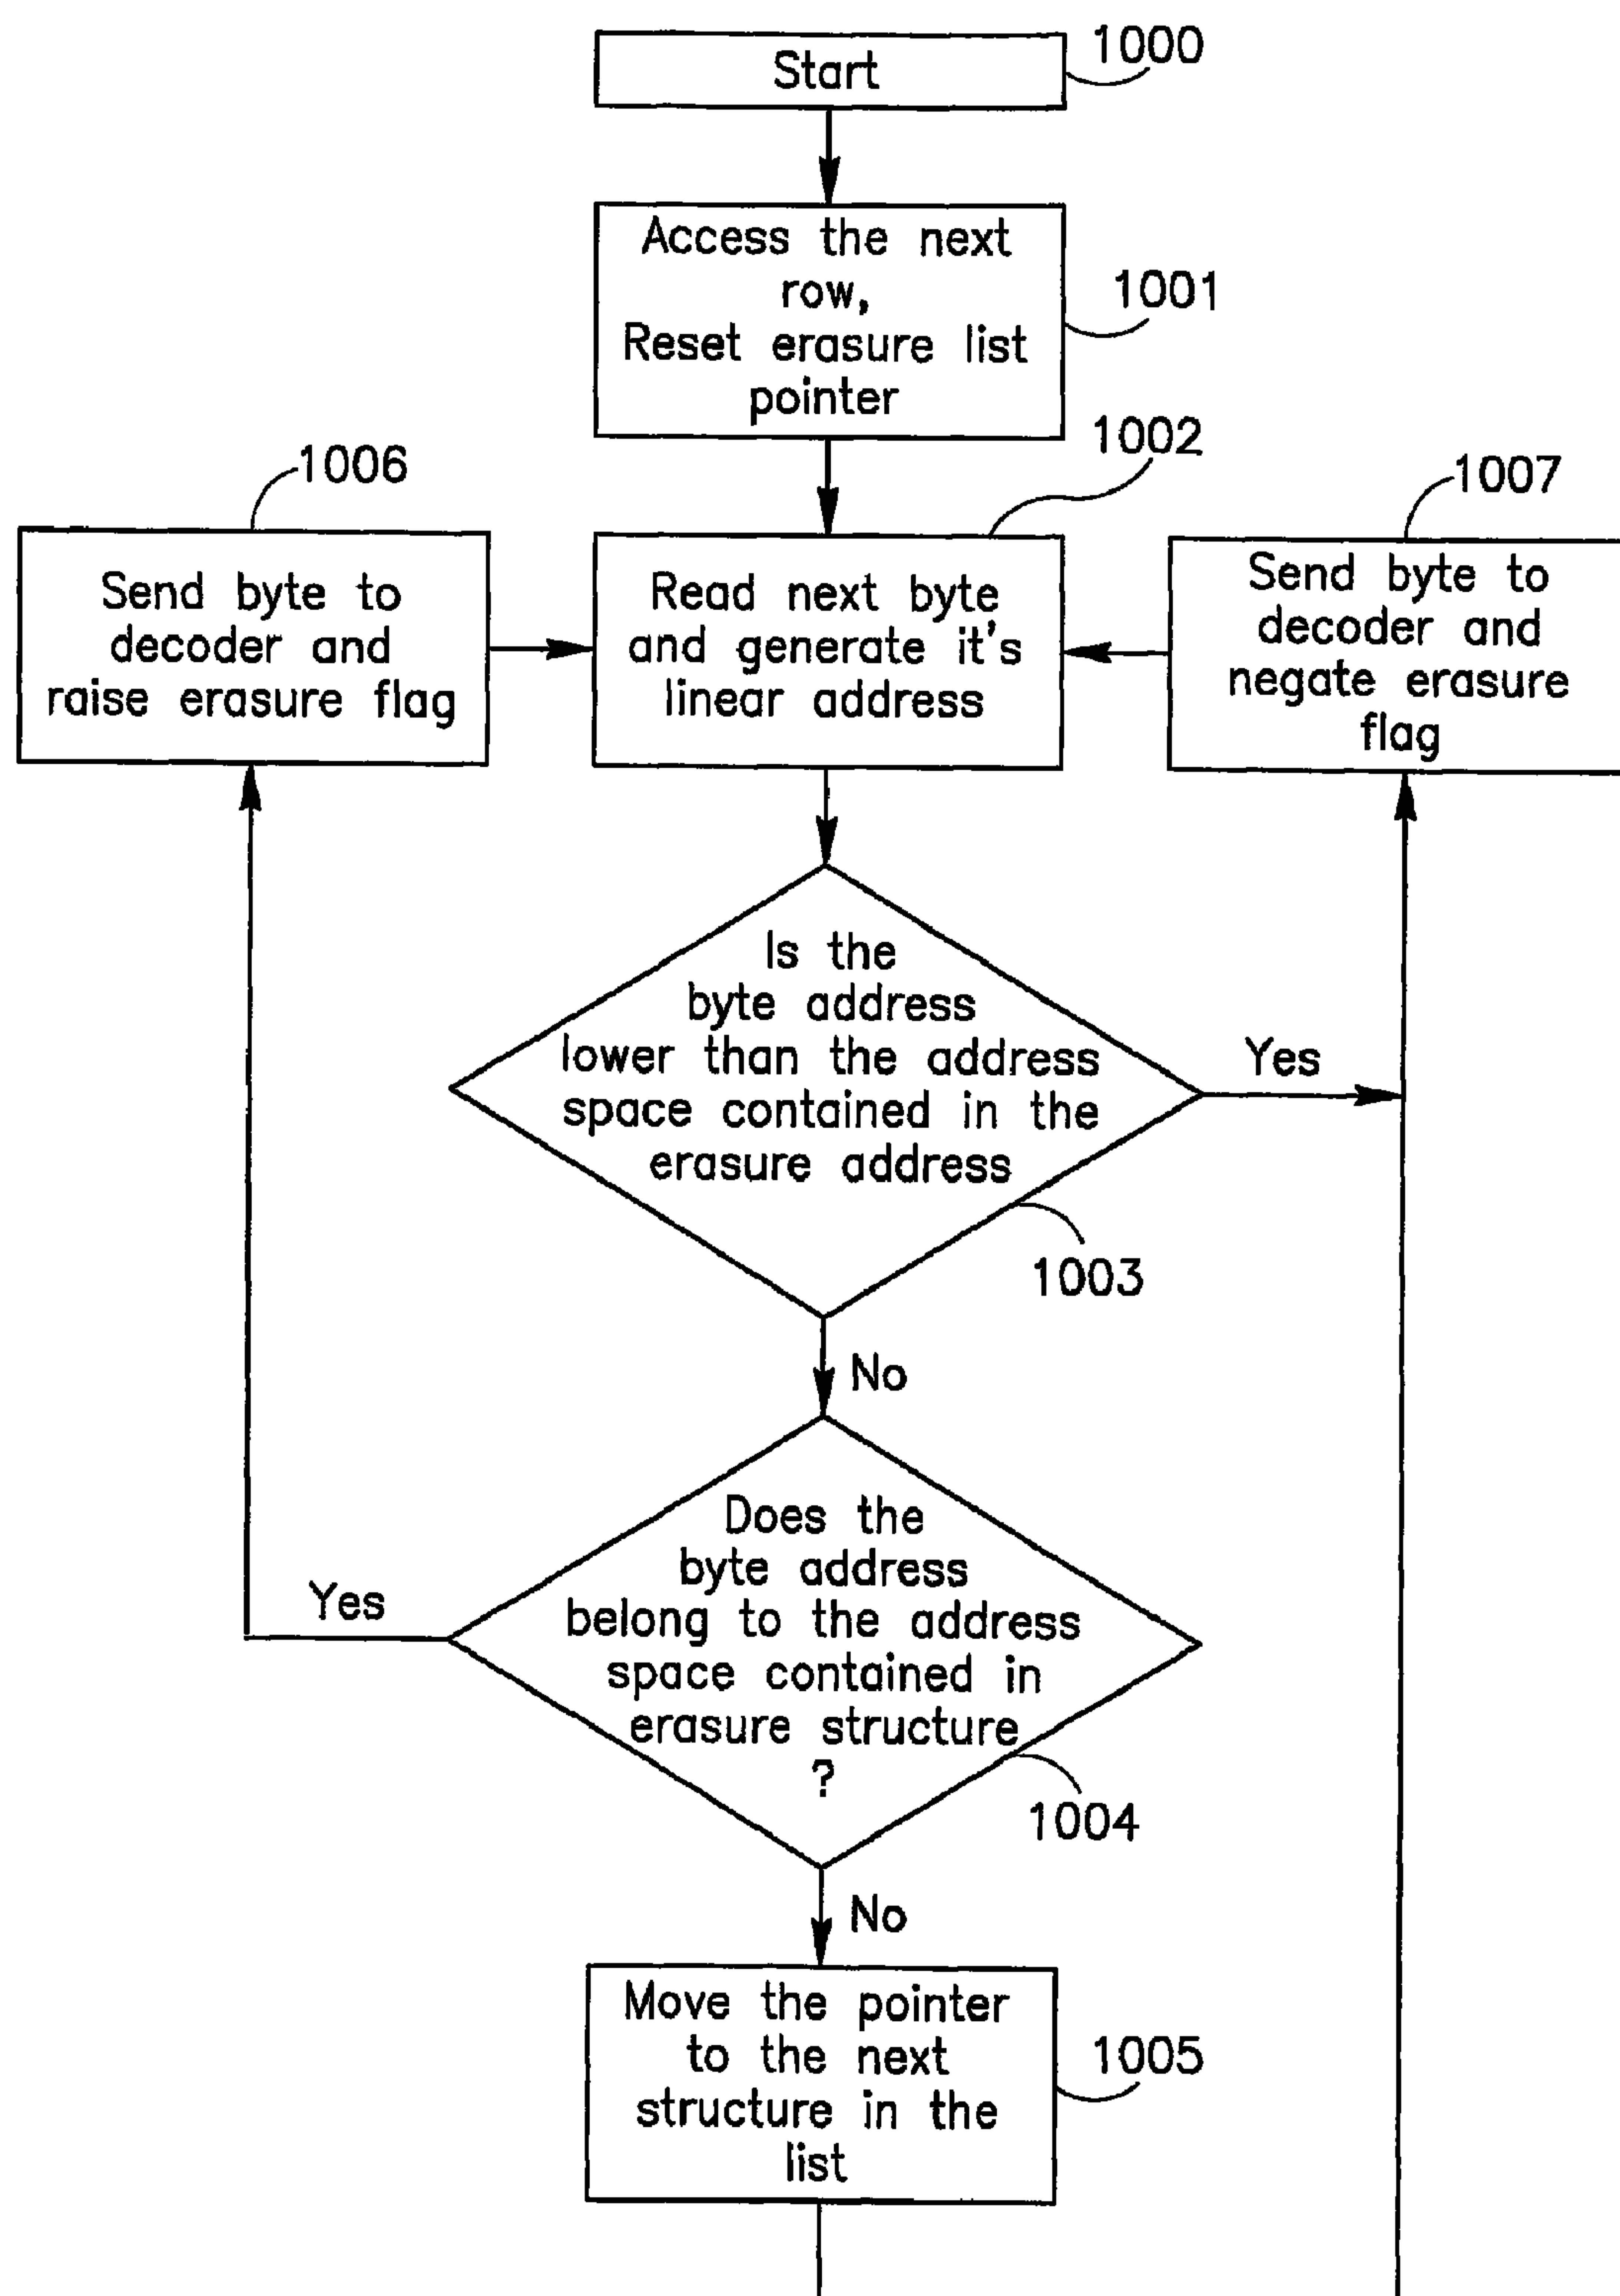 Start
1000
Access the next
row,
Reset erasure list
pointer
1001
1002
1006
Send byte to
decoder and
raise erasure flag
Read next byte
and generate it's
linear address
1007
Send byte to
decoder and
negate erasure
flag
Is the
byte address
lower than the address
space contained in the
erasure address
Yes
1003
No
Does the
byte address
belong to the address
space contained in
erasure structure
?
Yes
1004
No
Move the pointer
to the next
structure in the
list
1005